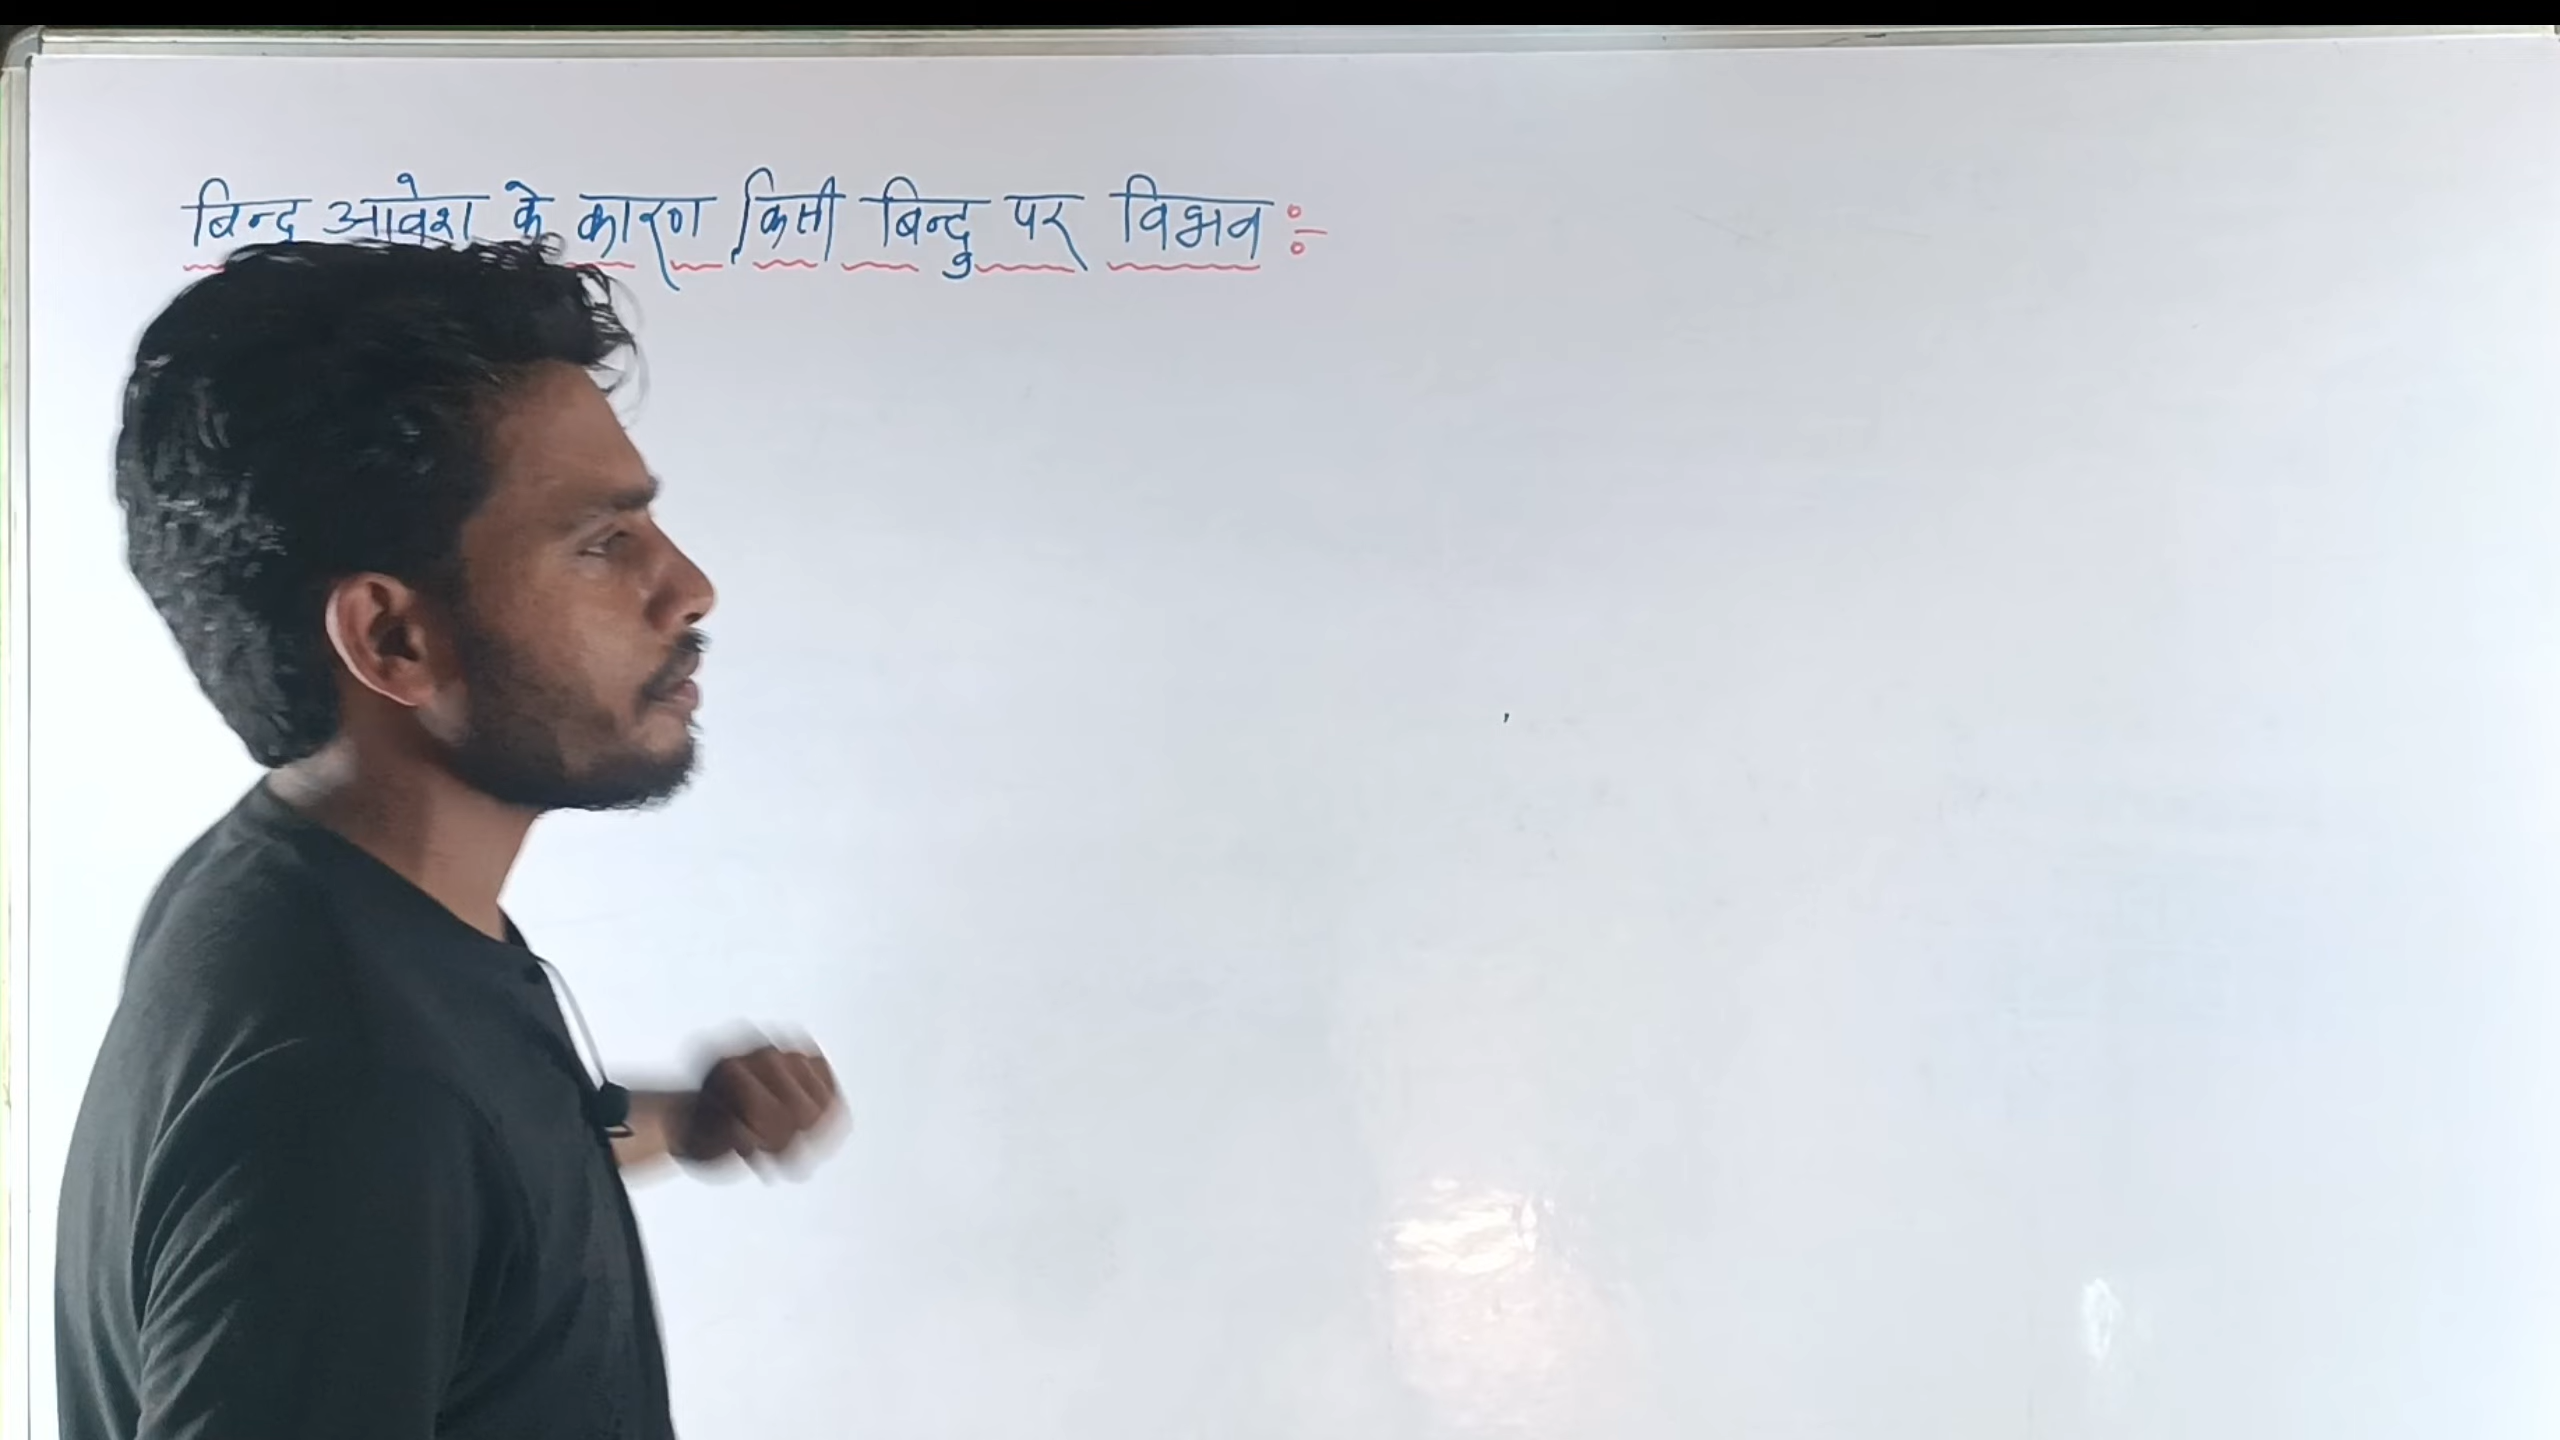 बिन्दु आवेश के कारण किसी बिन्दु पर विभव :-